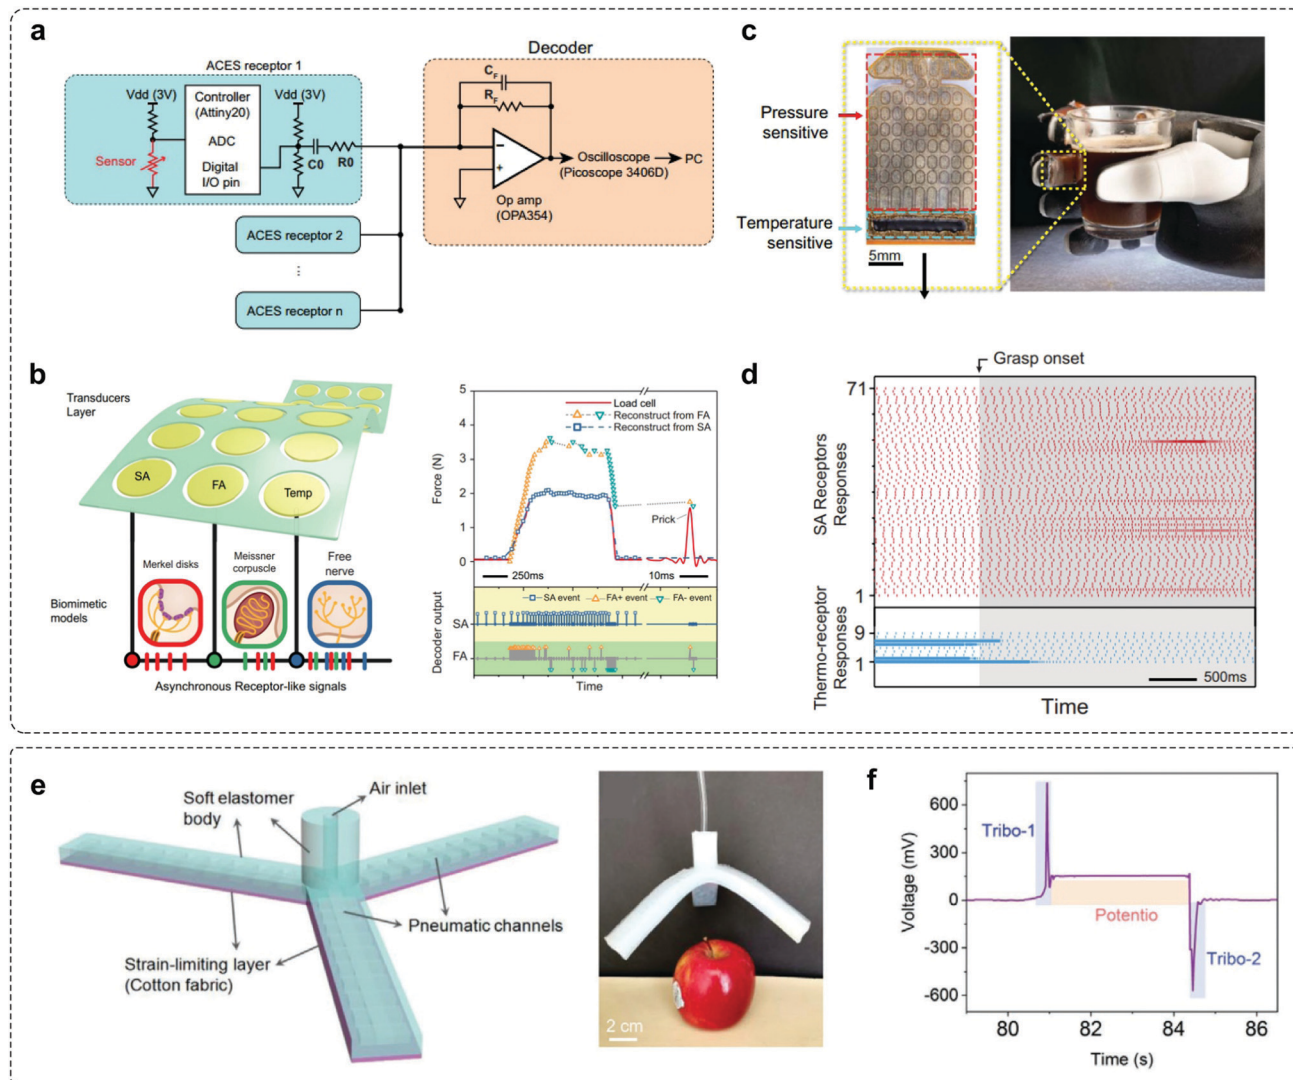 a
Decoder
ACES receptor 1
Vdd (3V)
Controller
(Attiny20)
Vdd (3V)
ADC
Sensor
Digital
I/O pin
C0
R0
CF
RF
Oscilloscope
(Picoscope 3406D)
PC
Op amp
(OPA354)
ACES receptor 2
...
ACES receptor n
c
Pressure
sensitive
Temperature
sensitive
5mm
b
Transducers
Layer
SA
FA
Temp
Merkel disks
Meissner
corpuscle
Free
nerve
Biomimetic
models
Asynchronous Receptor-like signals
5
4
3
2
1
0
Force (N)
Load cell
Reconstruct from FA
Reconstruct from SA
Prick
250ms
10ms
SA event
FA+ event
FA- event
SA
FA
Decoder output
Time
d
Grasp onset
71
SA Receptors
Responses
1
9
1
Thermo-receptor
Responses
500ms
Time
e
Air inlet
Soft elastomer
body
Pneumatic channels
Strain-limiting layer
(Cotton fabric)
2 cm
f
600
300
0
-300
-600
Voltage (mV)
Tribo-1
Potentio
Tribo-2
80
82
84
86
Time (s)